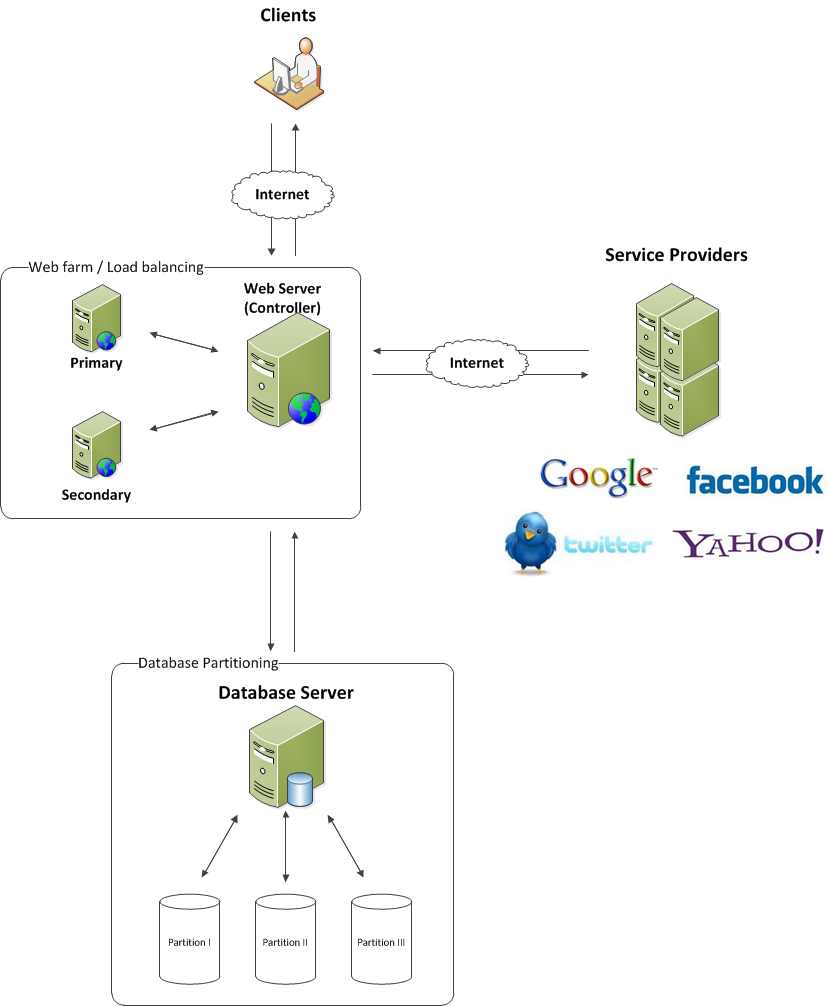 Clients
Internet
Web farm / Load balancing
Web Server
(Controller)
Primary
Secondary
Internet
Service Providers
Google™
facebook
twitter
YAHOO!
Database Partitioning
Database Server
Partition I
Partition II
Partition III